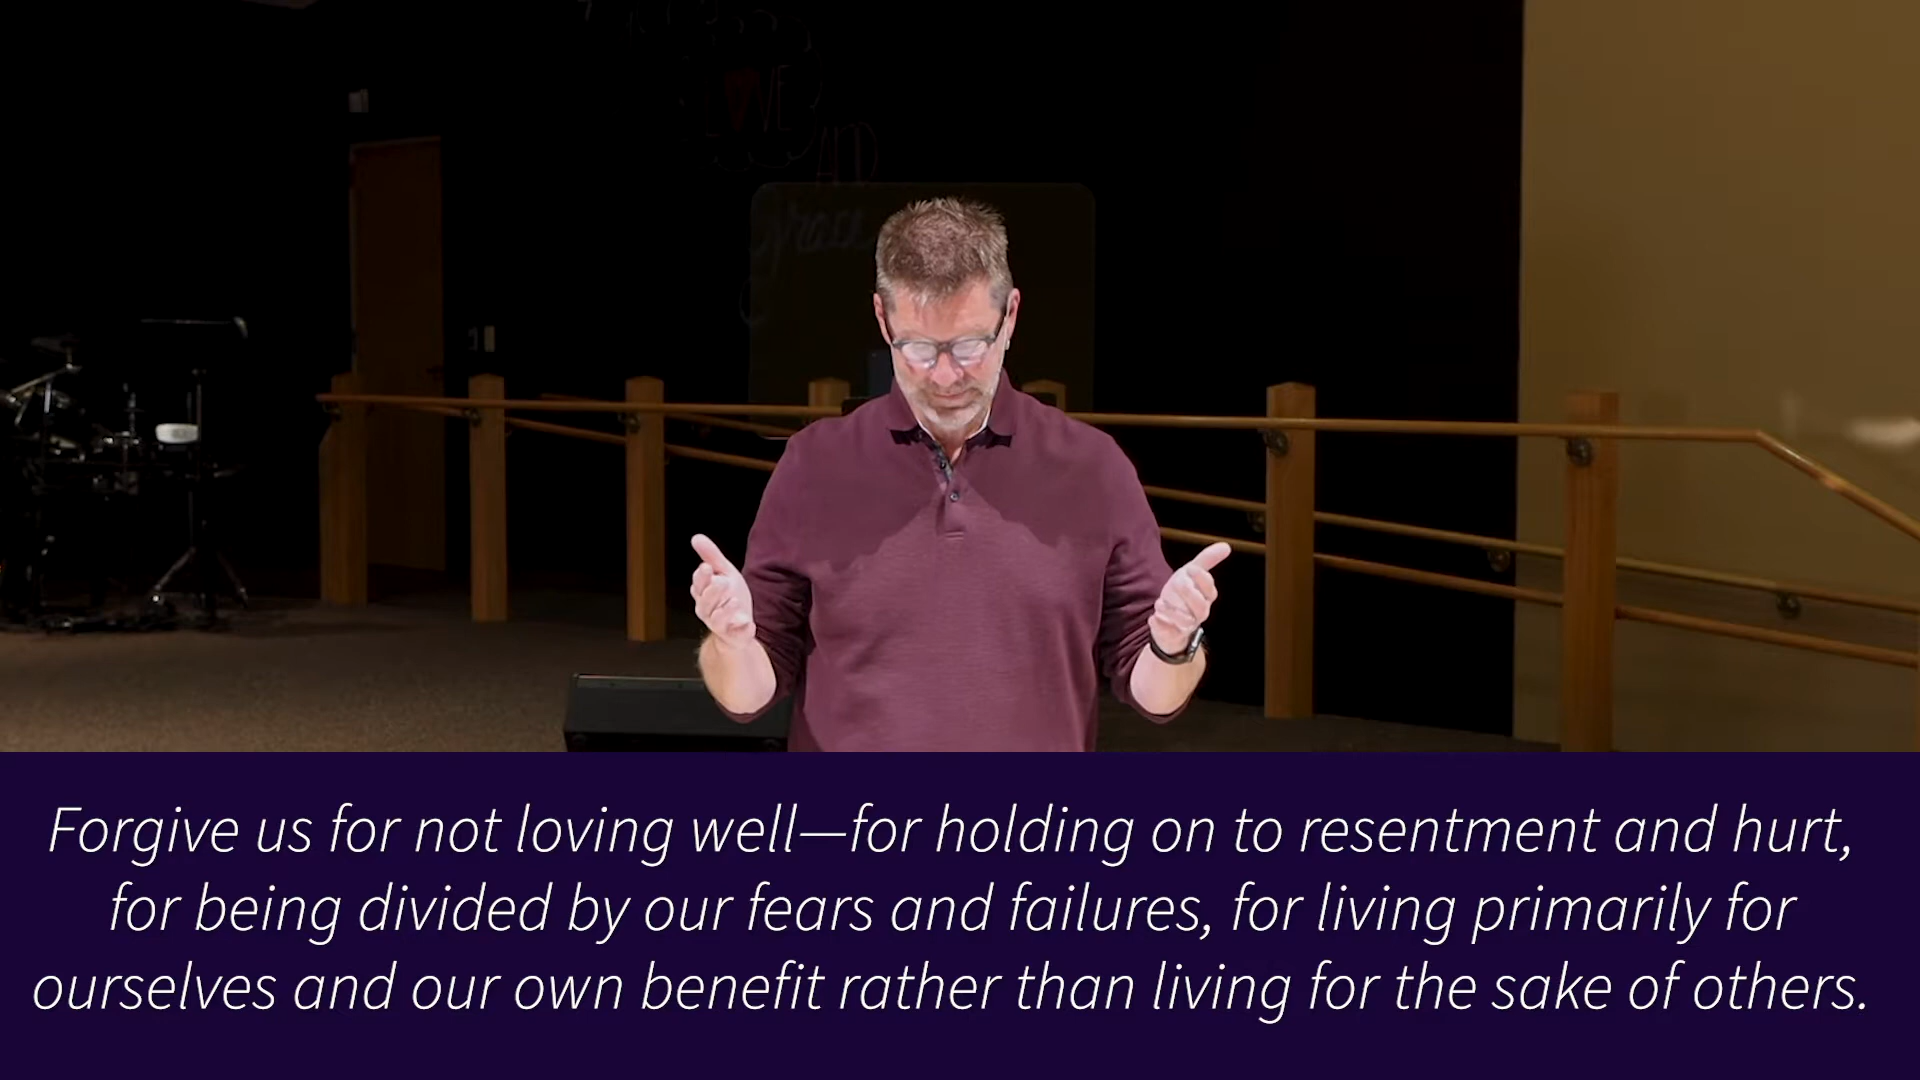 LOVE
grace
Forgive us for not loving well—for holding on to resentment and hurt,
for being divided by our fears and failures, for living primarily for
ourselves and our own benefit rather than living for the sake of others.